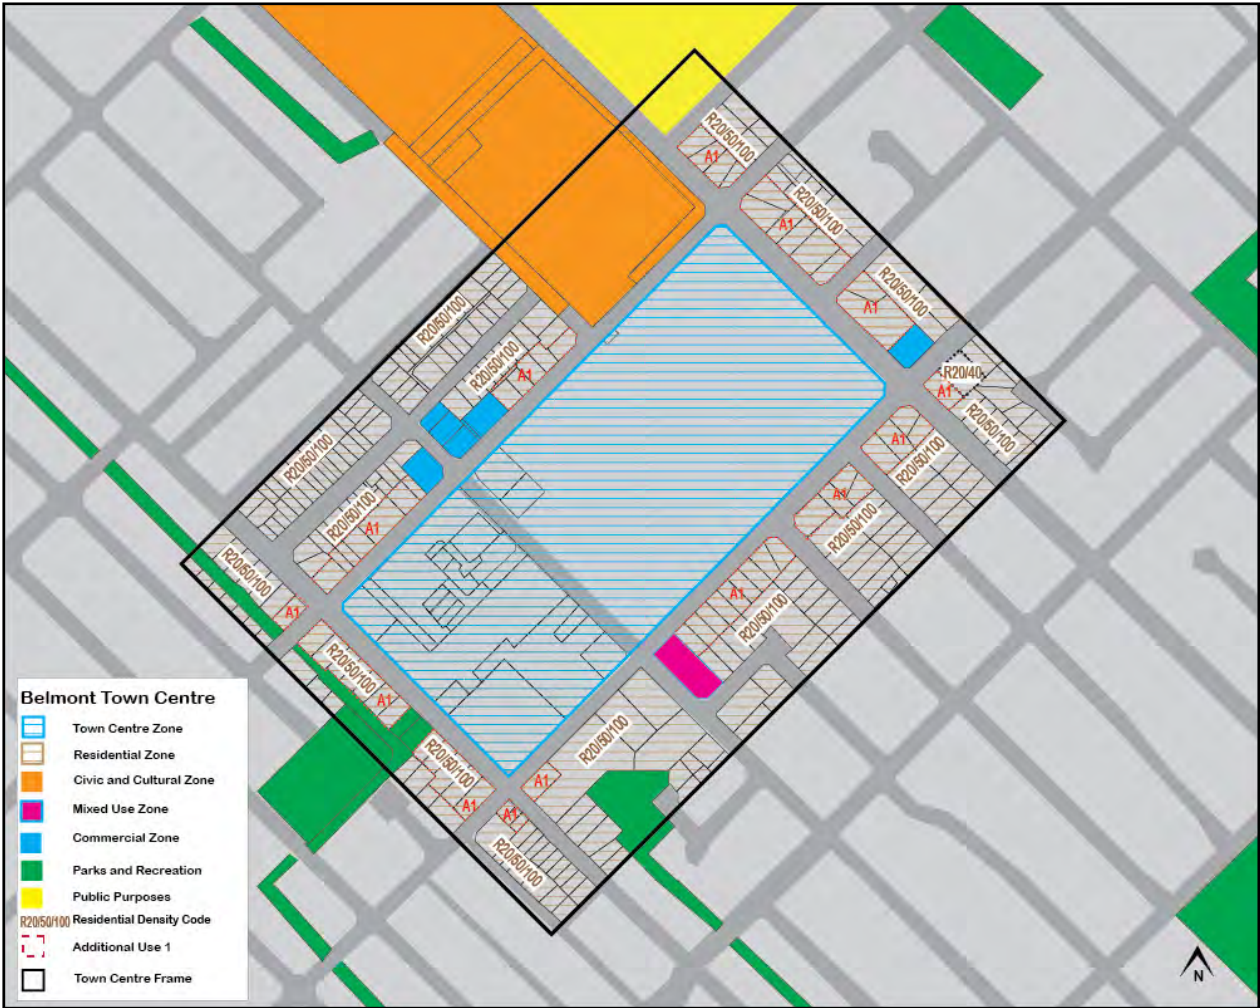 R20/50/100
A1
R20/50/100
A1
R20/50/100
A1
R20/40
A1
R20/50/100
R20/50/100
R20/50/100
A1
A1
R20/50/100
A1
R20/50/100
R20/50/100
R20/50/100
A1
R20/50/100
A1
A1
R20/50/100
R20/50/100
A1
R20/50/100
A1
R20/50/100
A1
R20/50/100
A1
R20/50/100
A1
R20/50/100
Belmont Town Centre
Town Centre Zone
Residential Zone
Civic and Cultural Zone
Mixed Use Zone
Commercial Zone
Parks and Recreation
Public Purposes
R20/50/100 Residential Density Code
Additional Use 1
Town Centre Frame
N